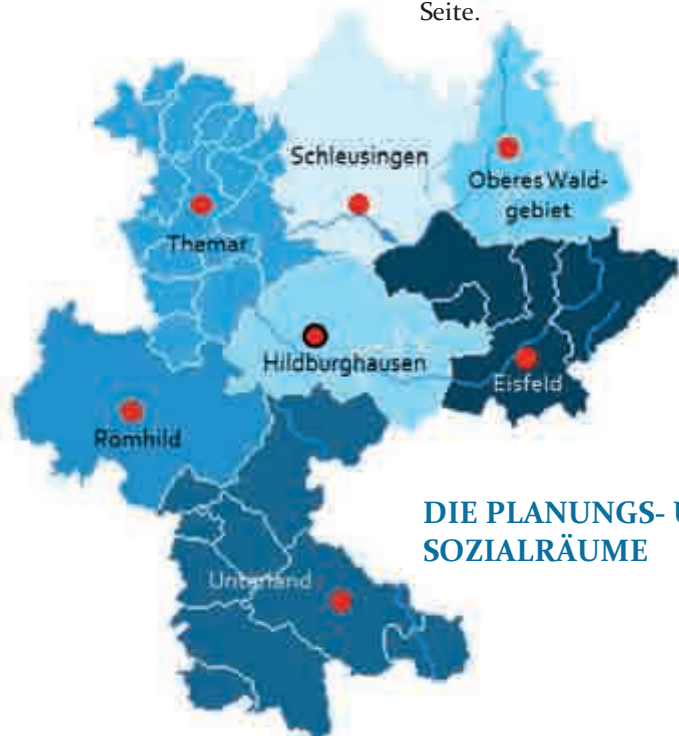 Seite.
Schleusingen
Oberes Wald-
gebiet
Themar
Hildburghausen
Eisfeld
Römhild
DIE PLANUNGS- U
SOZIALRÄUME
Unterland